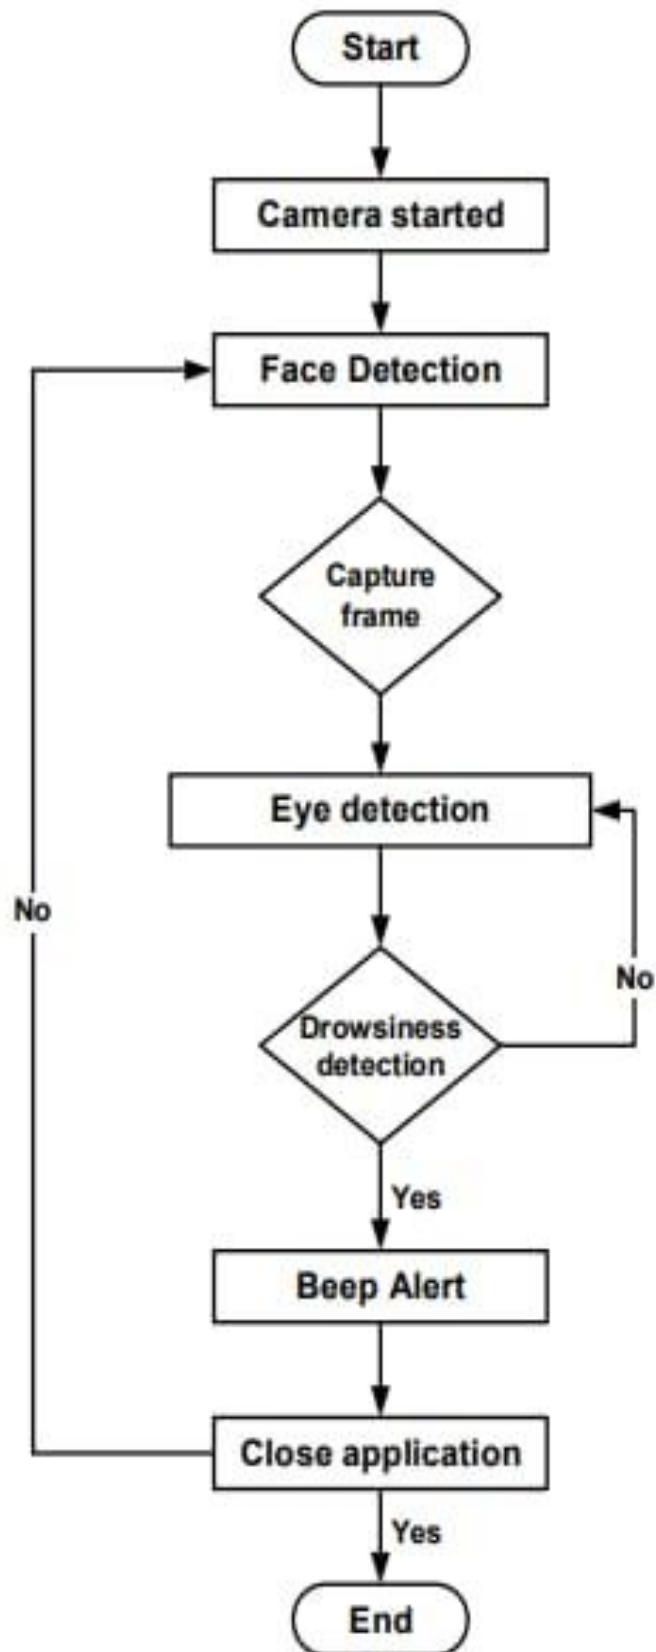 Start
Camera started
Face Detection
Capture
frame
Eye detection
No
No
Drowsiness
detection
Yes
Beep Alert
Close application
Yes
End